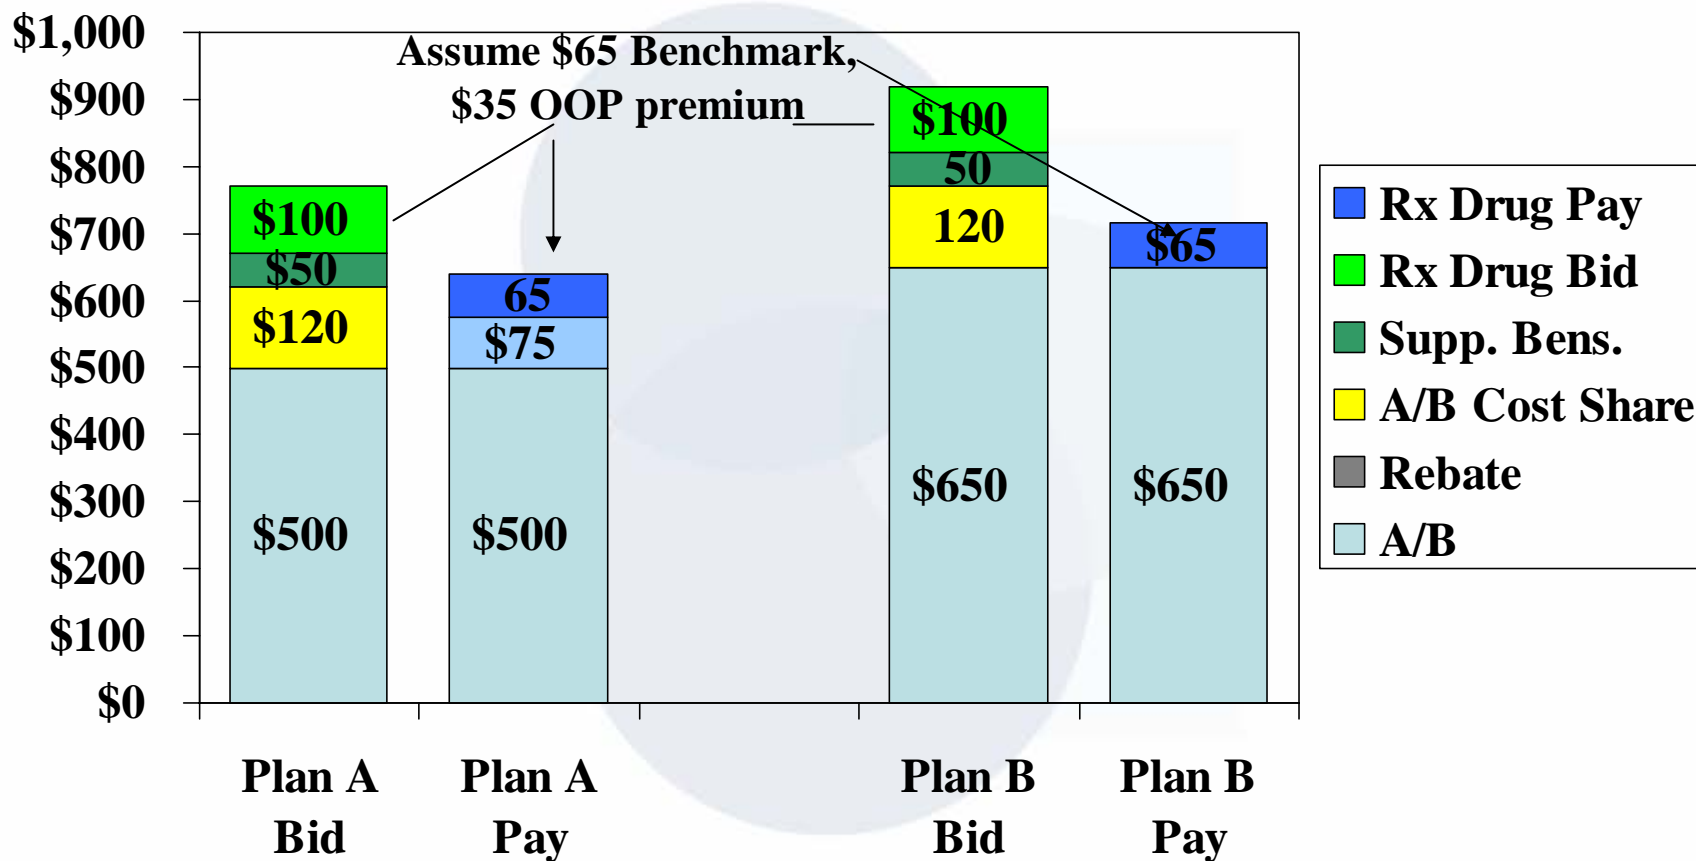 $1,000
$900
$800
$700
$600
$500
$400
$300
$200
$100
$0
Assume $65 Benchmark,
$35 OOP premium
$100
$50
$120
$500
65
$75
$500
$100
50
120
$650
$65
$650
Plan A
Bid
Plan A
Pay
Plan B
Bid
Plan B
Pay
Rx Drug Pay
Rx Drug Bid
Supp. Bens.
A/B Cost Share
Rebate
A/B